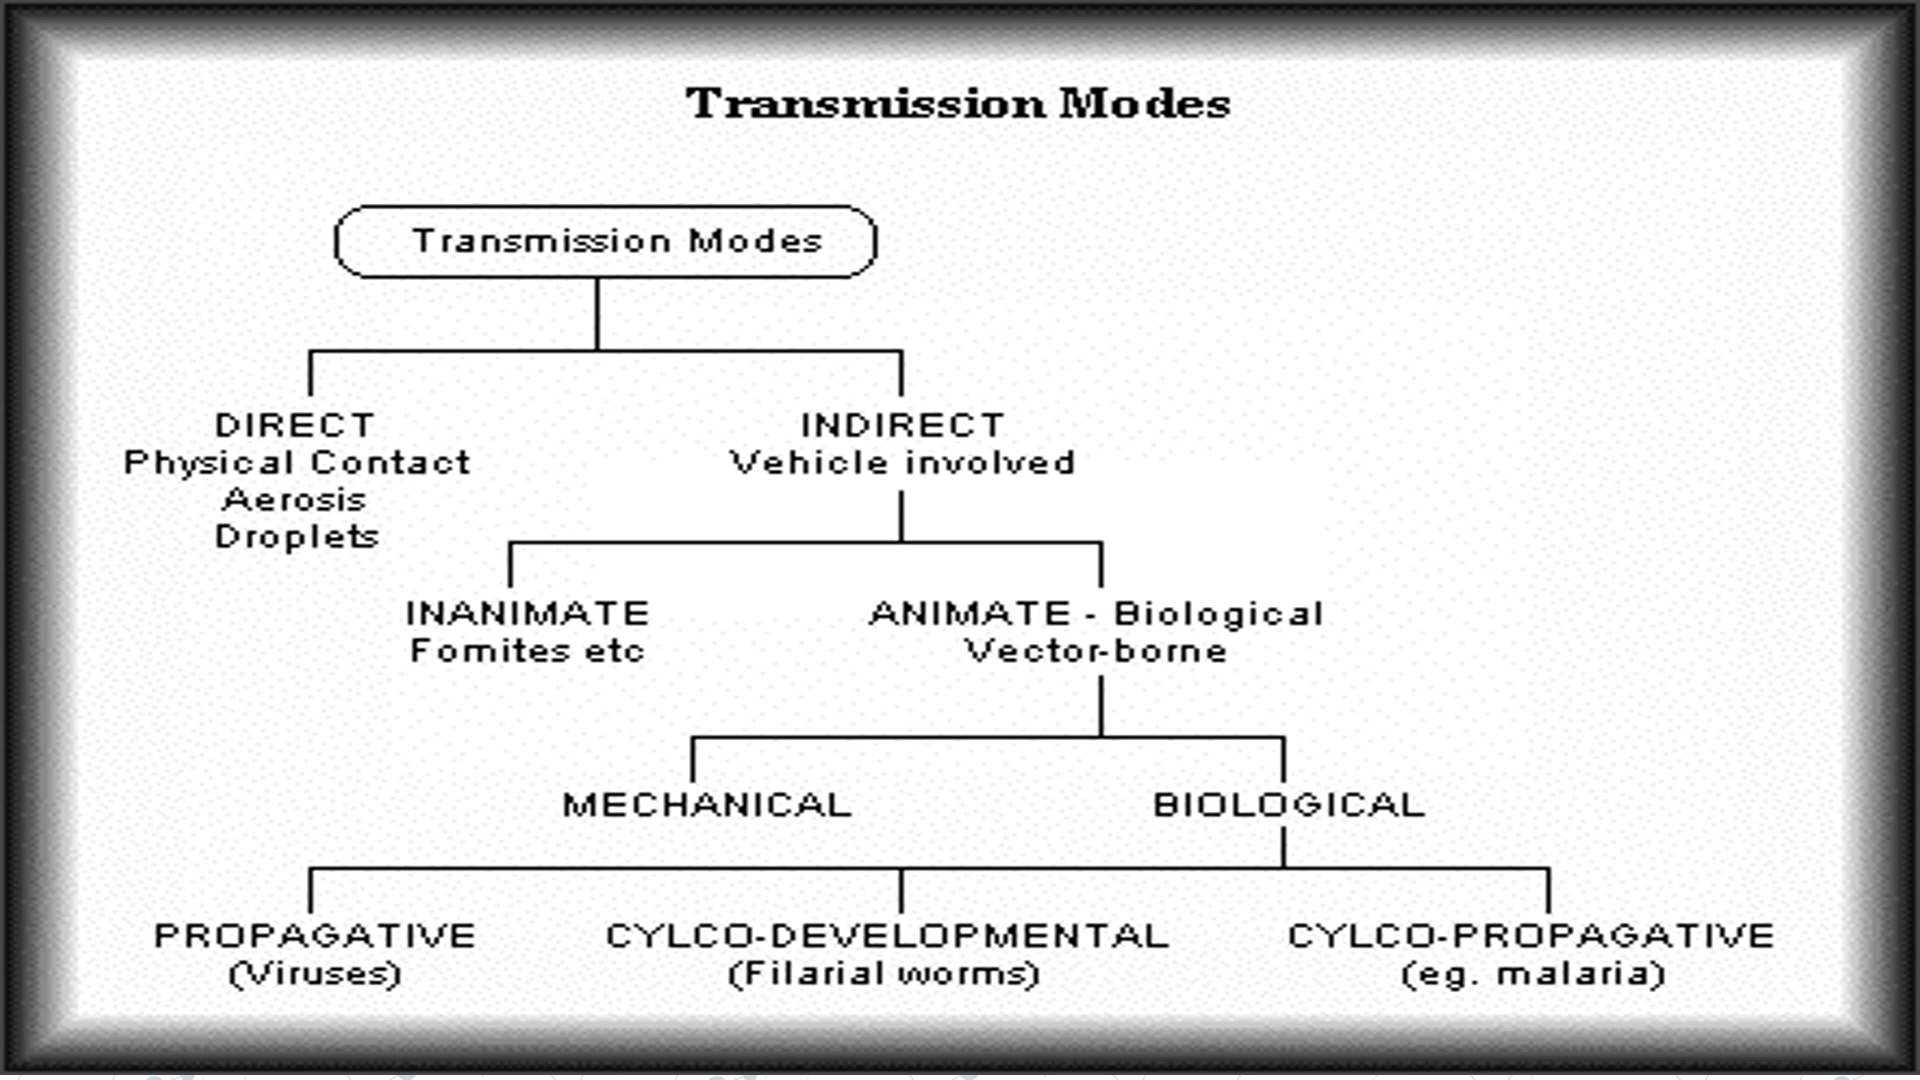 Transmission Modes
Transmission Modes
DIRECT
Physical Contact
Aerosis
Droplets
INDIRECT
Vehicle involved
INANIMATE
Fomites etc
ANIMATE - Biological
Vector-borne
MECHANICAL
BIOLOGICAL
PROPAGATIVE
(Viruses)
CYLCO-DEVELOPMENTAL
(Filarial worms)
CYLCO-PROPAGATIVE
(eg. malaria)